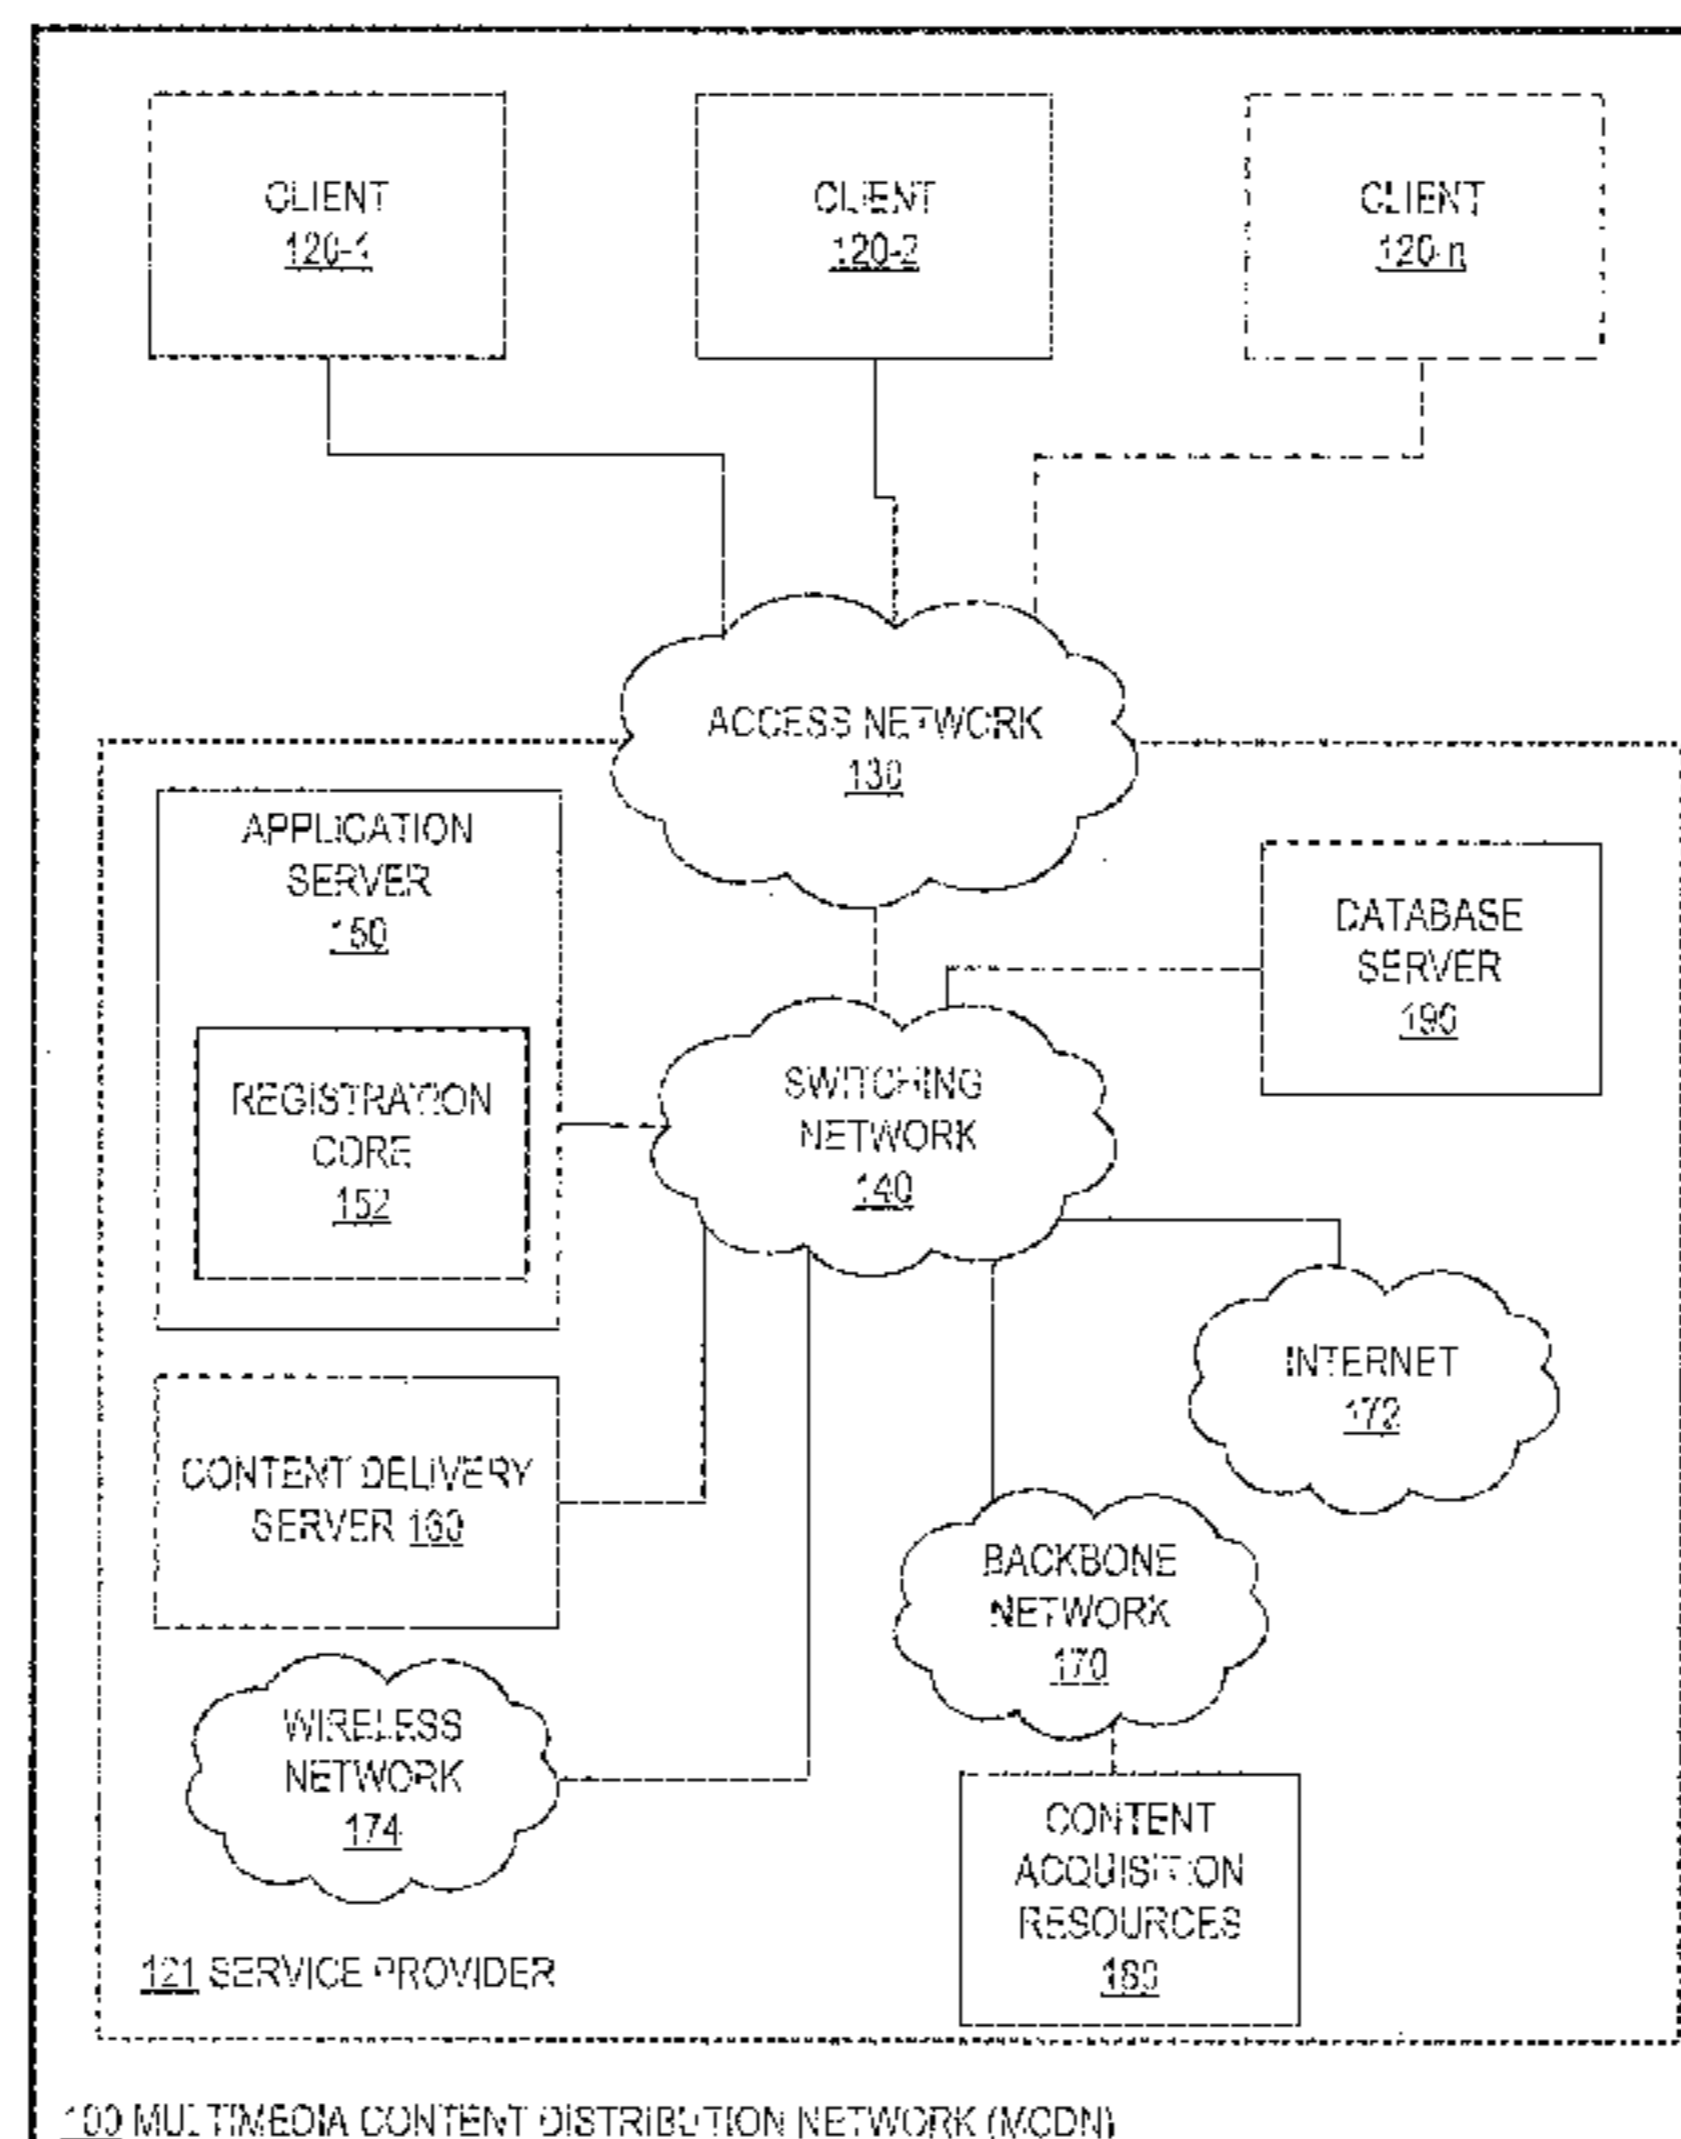 CLIENT
120-1
CLIENT
120-2
CLIENT
120-n
ACCESS NETWORK
130
APPLICATION
SERVER
150
REGISTRATION
CORE
152
DATABASE
SERVER
190
SWITCHING
NETWORK
140
INTERNET
172
CONTENT DELIVERY
SERVER 160
BACKBONE
NETWORK
170
WIRELESS
NETWORK
174
CONTENT
ACQUISITION
RESOURCES
180
121 SERVICE PROVIDER
100 MULTIMEDIA CONTENT DISTRIBUTION NETWORK (MCDN)